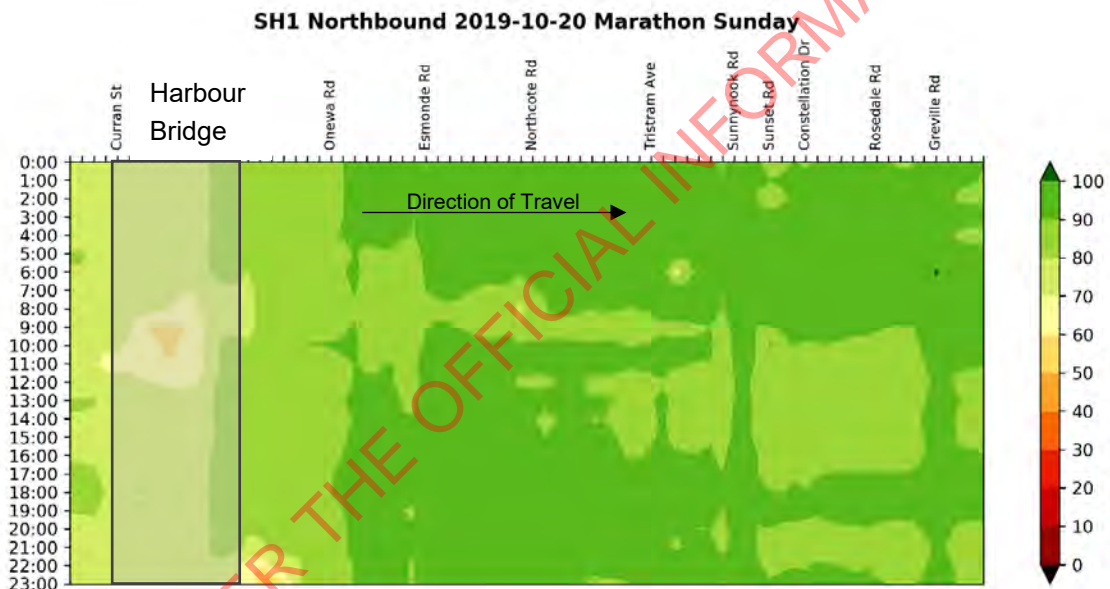 SH1 Northbound 2019-10-20 Marathon Sunday
Harbour
Bridge
Curran St
Onewa Rd
Esmonde Rd
Northcote Rd
Tristram Ave
Sunnynook Rd
Sunset Rd
Constellation Dr
Rosedale Rd
Greville Rd
Direction of Travel
0:00
1:00
2:00
3:00
4:00
5:00
6:00
7:00
8:00
9:00
10:00
11:00
12:00
13:00
14:00
15:00
16:00
17:00
18:00
19:00
20:00
21:00
22:00
23:00
100
90
80
70
60
50
40
30
20
10
0
ER THE OFFICIAL INFORMA